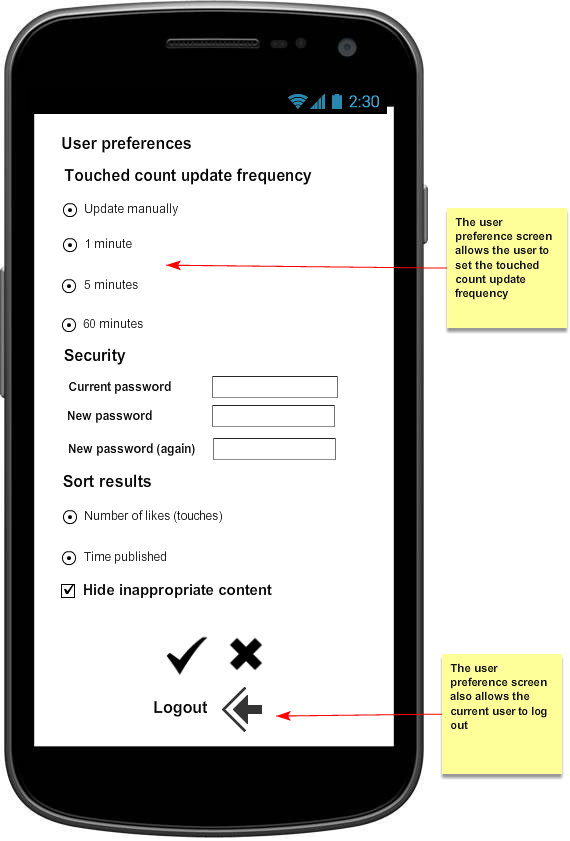 2:30
User preferences
Touched count update frequency
Update manually
1 minute
5 minutes
60 minutes
Security
Current password
New password
New password (again)
Sort results
Number of likes (touches)
Time published
Hide inappropriate content
Logout
The user
preference screen
allows the user to
set the touched
count update
frequency
The user
preference screen
also allows the
current user to log
out